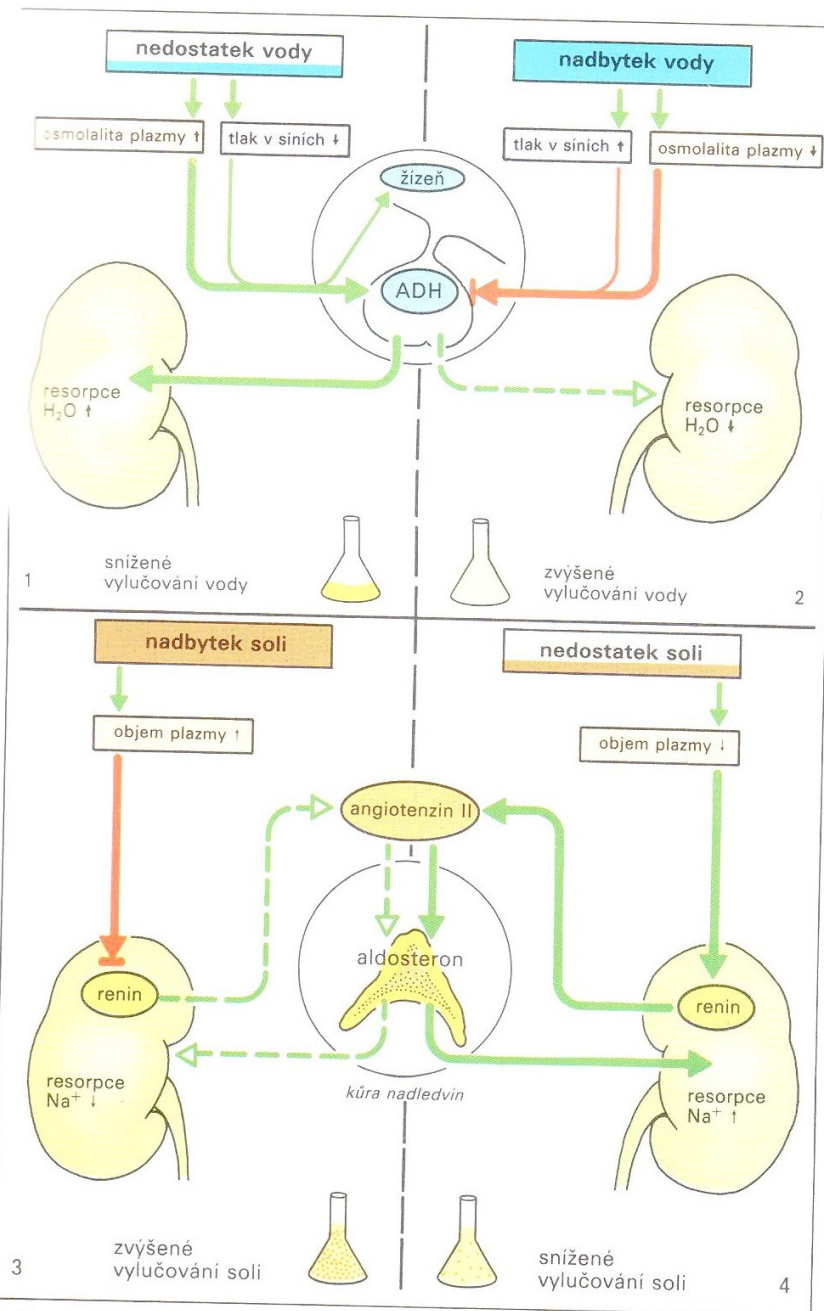 nedostatek vody
nadbytek vody
osmolalita plazmy ↑
tlak v síních ↓
tlak v síních ↑
osmolalita plazmy ↓
žízeň
ADH
resorpce
H₂O ↑
resorpce
H₂O ↓
1
snížené
vylučování vody
zvýšené
vylučování vody
2
nadbytek soli
nedostatek soli
objem plazmy ↑
objem plazmy ↓
angiotenzin II
aldosteron
renin
renin
resorpce
Na⁺ ↓
kůra nadledvin
resorpce
Na⁺ ↑
3
zvýšené
vylučování soli
snížené
vylučování soli
4